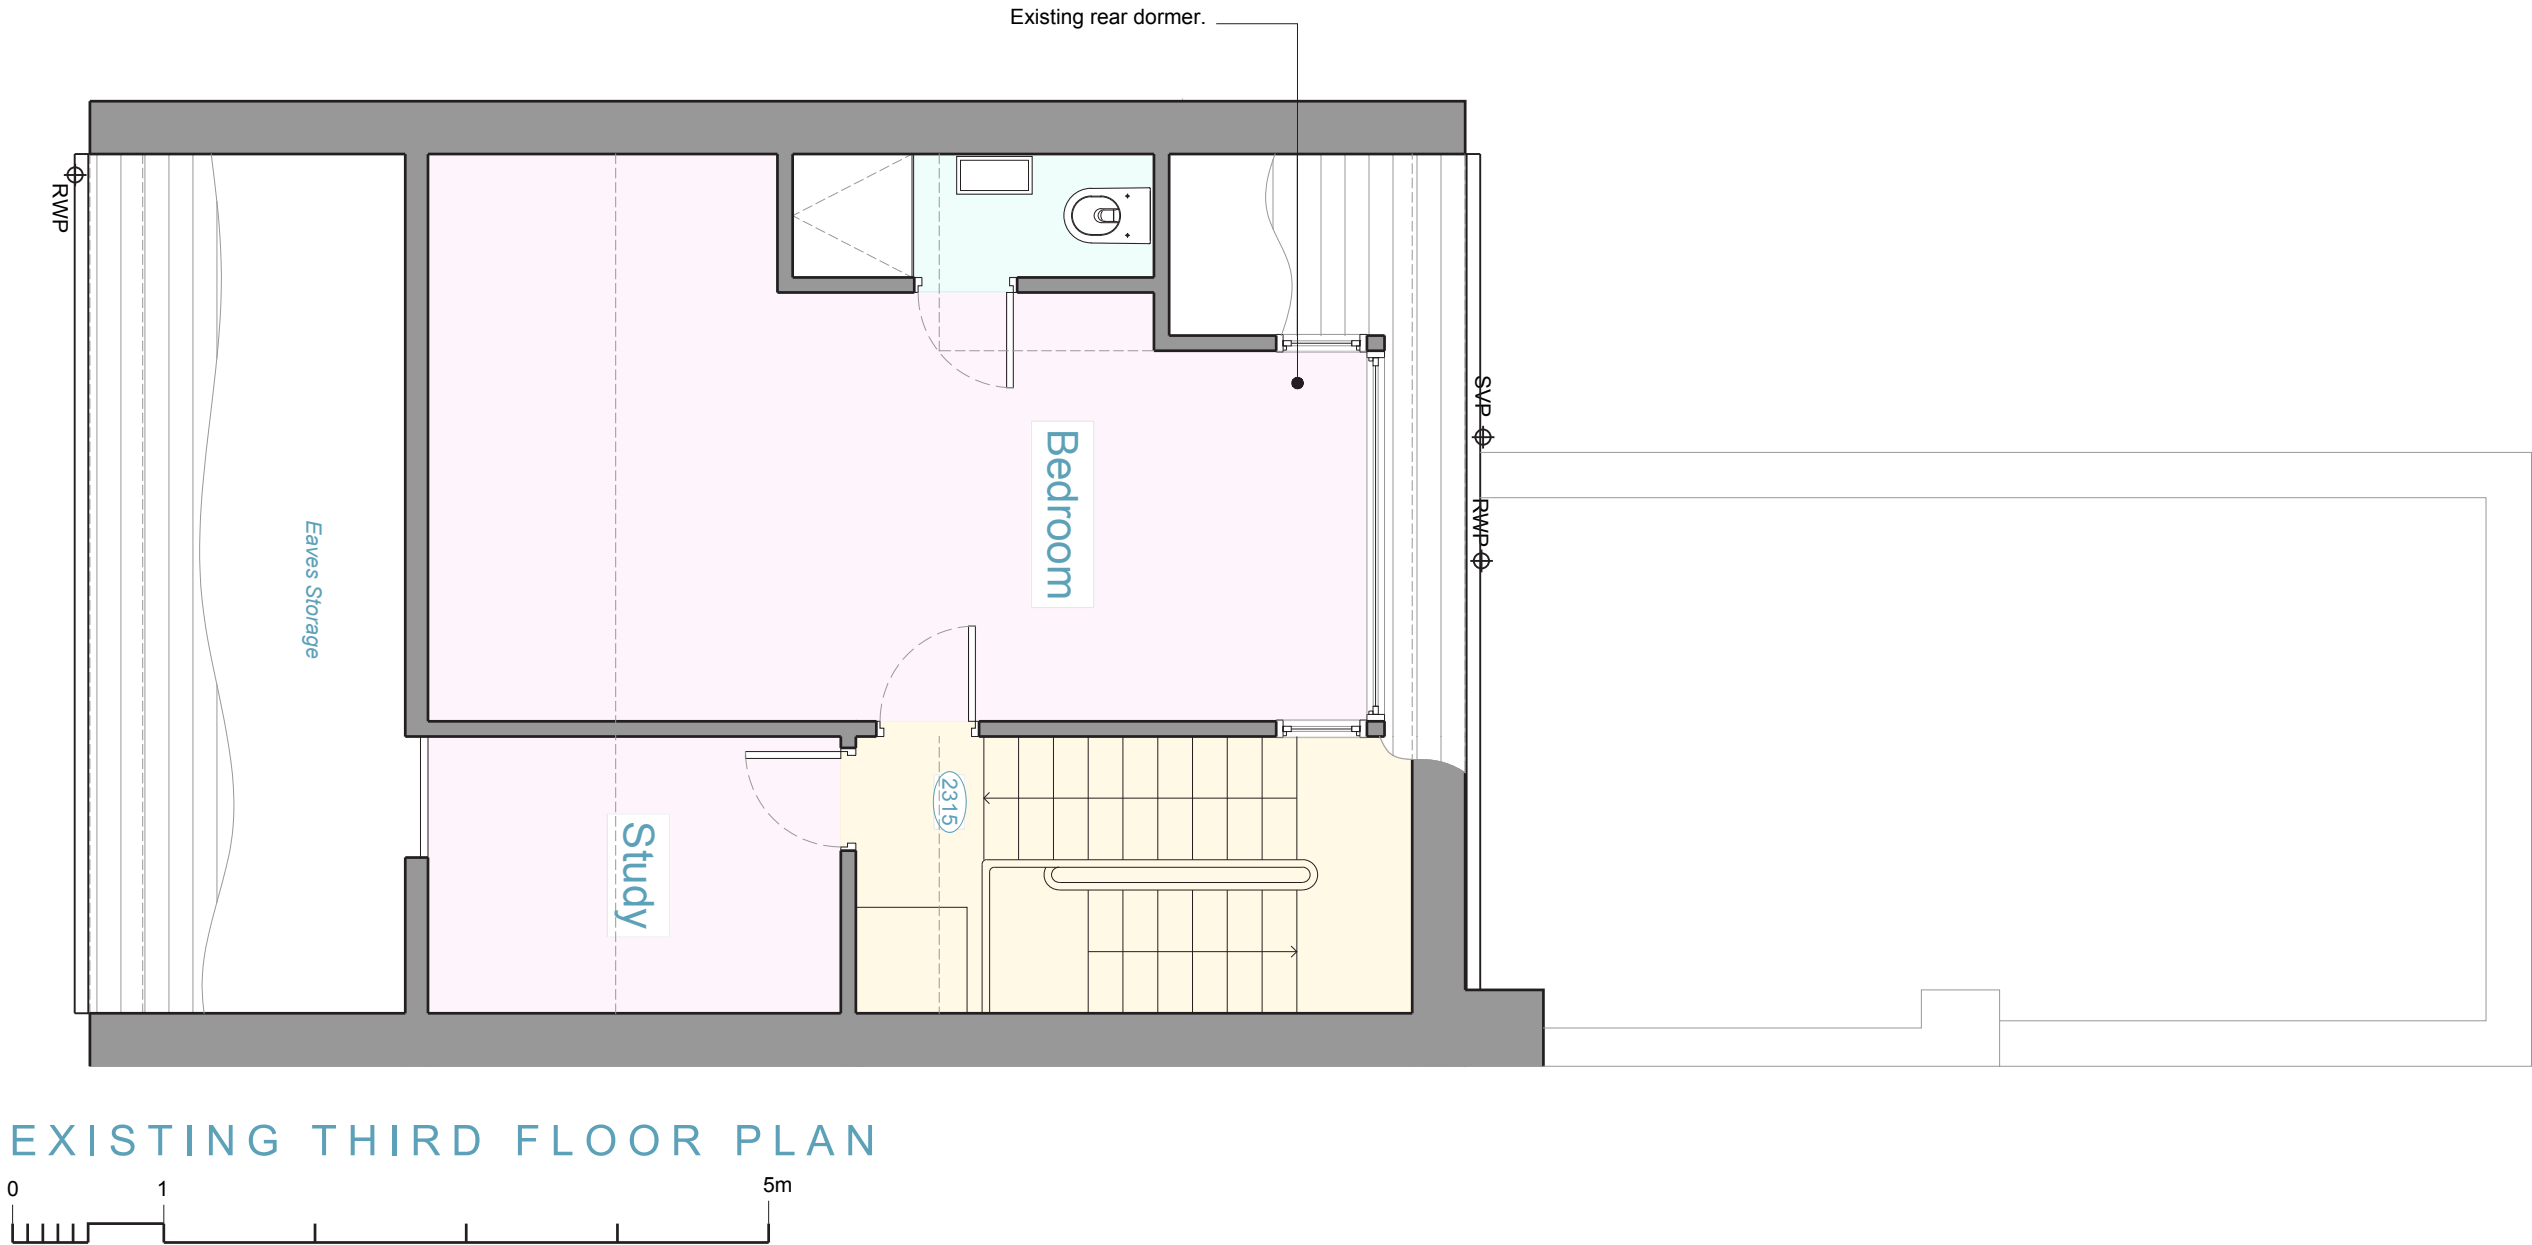 Existing rear dormer.
RWP
SVP
RWP
Bedroom
Eaves Storage
2315
Study
EXISTING THIRD FLOOR PLAN
0 1 5m